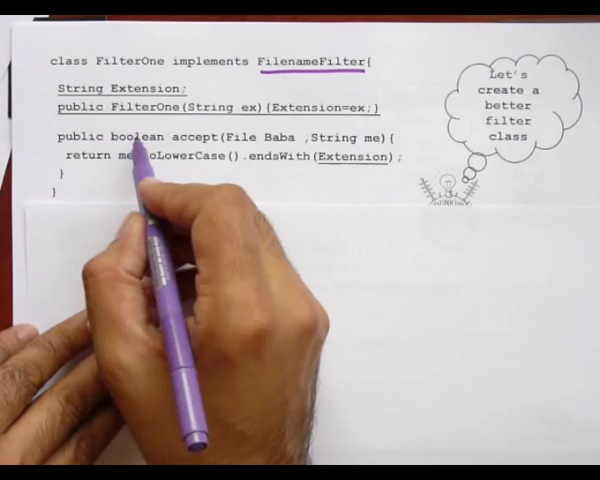 class FilterOne implements FilenameFilter{
String Extension;
public FilterOne(String ex){Extension=ex;}
public boolean accept(File Baba ,String me){
return me oLowerCase().endsWith(Extension);
}
}
Let's
create a
better
filter
class